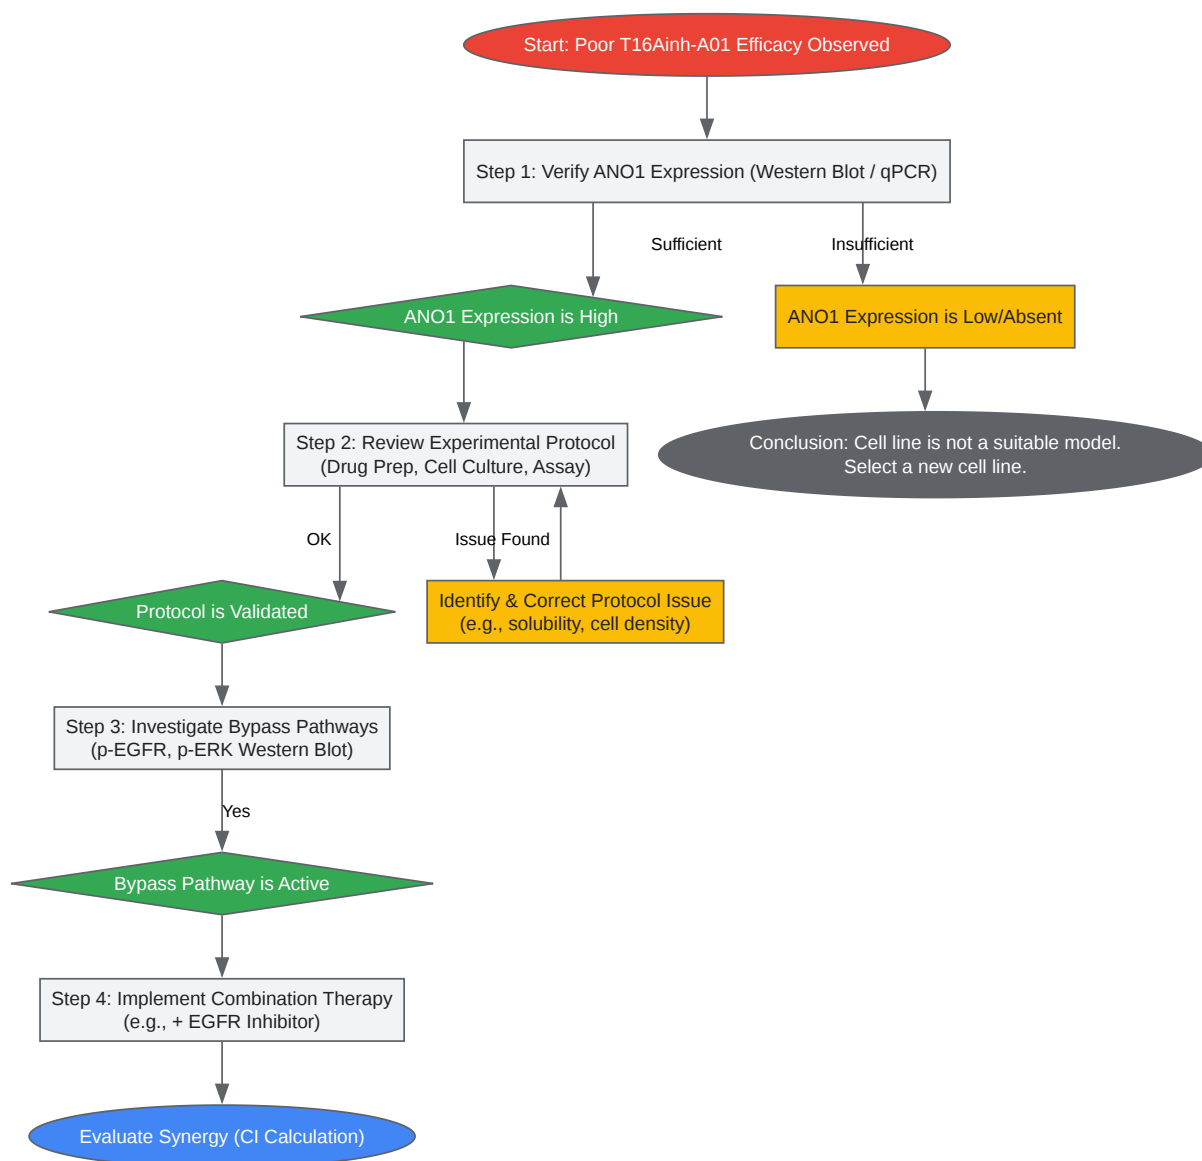 Start: Poor T16Ainh-A01 Efficacy Observed
Step 1: Verify ANO1 Expression (Western Blot / qPCR)
Sufficient
Insufficient
ANO1 Expression is High
ANO1 Expression is Low/Absent
Step 2: Review Experimental Protocol
(Drug Prep, Cell Culture, Assay)
Conclusion: Cell line is not a suitable model.
Select a new cell line.
OK
Issue Found
Protocol is Validated
Identify & Correct Protocol Issue
(e.g., solubility, cell density)
Step 3: Investigate Bypass Pathways
(p-EGFR, p-ERK Western Blot)
Yes
Bypass Pathway is Active
Step 4: Implement Combination Therapy
(e.g., + EGFR Inhibitor)
Evaluate Synergy (CI Calculation)